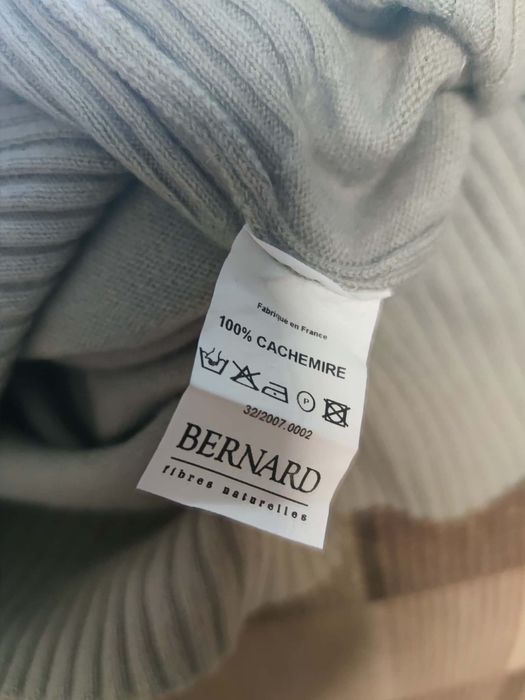 Fabriqué en France
100% CACHEMIRE
P
32/2007.0002
BERNARD
fibres naturelles